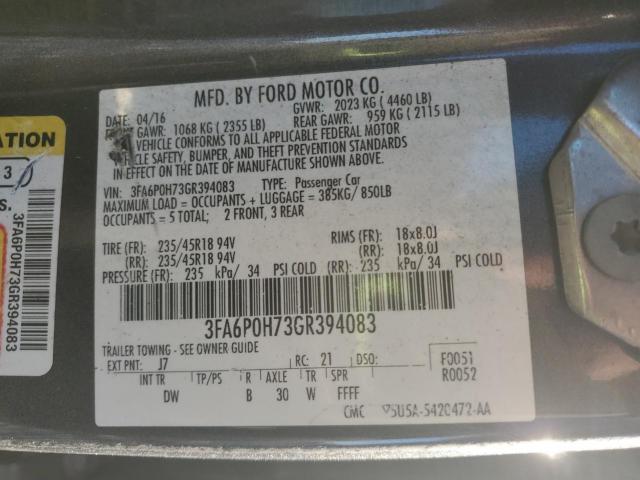 MFD. BY FORD MOTOR CO.
DATE: 04/16 GVWR: 2023 KG ( 4460 LB)
GAWR: 1068 KG ( 2355 LB) REAR GAWR: 959 KG ( 2115 LB)
VEHICLE CONFORMS TO ALL APPLICABLE FEDERAL MOTOR
VEHICLE SAFETY, BUMPER, AND THEFT PREVENTION STANDARDS
IN EFFECT ON THE DATE OF MANUFACTURE SHOWN ABOVE.
VIN: 3FA6P0H73GR394083 TYPE: Passenger Car
MAXIMUM LOAD = OCCUPANTS + LUGGAGE = 385KG/ 850LB
OCCUPANTS = 5 TOTAL; 2 FRONT, 3 REAR
TIRE (FR): 235/45R18 94V RIMS (FR): 18x8.0J
(RR): 235/45R18 94V (RR): 18x8.0J
PRESSURE (FR): 235 kPa/ 34 PSI COLD (RR): 235 kPa/ 34 PSI COLD
3FA6P0H73GR394083
TRAILER TOWING - SEE OWNER GUIDE
EXT PNT: J7 RC: 21 DSO: F0051
INT TR TP/PS R AXLE TR SPR R0052
DW B 30 W FFFF
CMC 5U5A-5420472-AA
3
3FA6P0H73GR394083